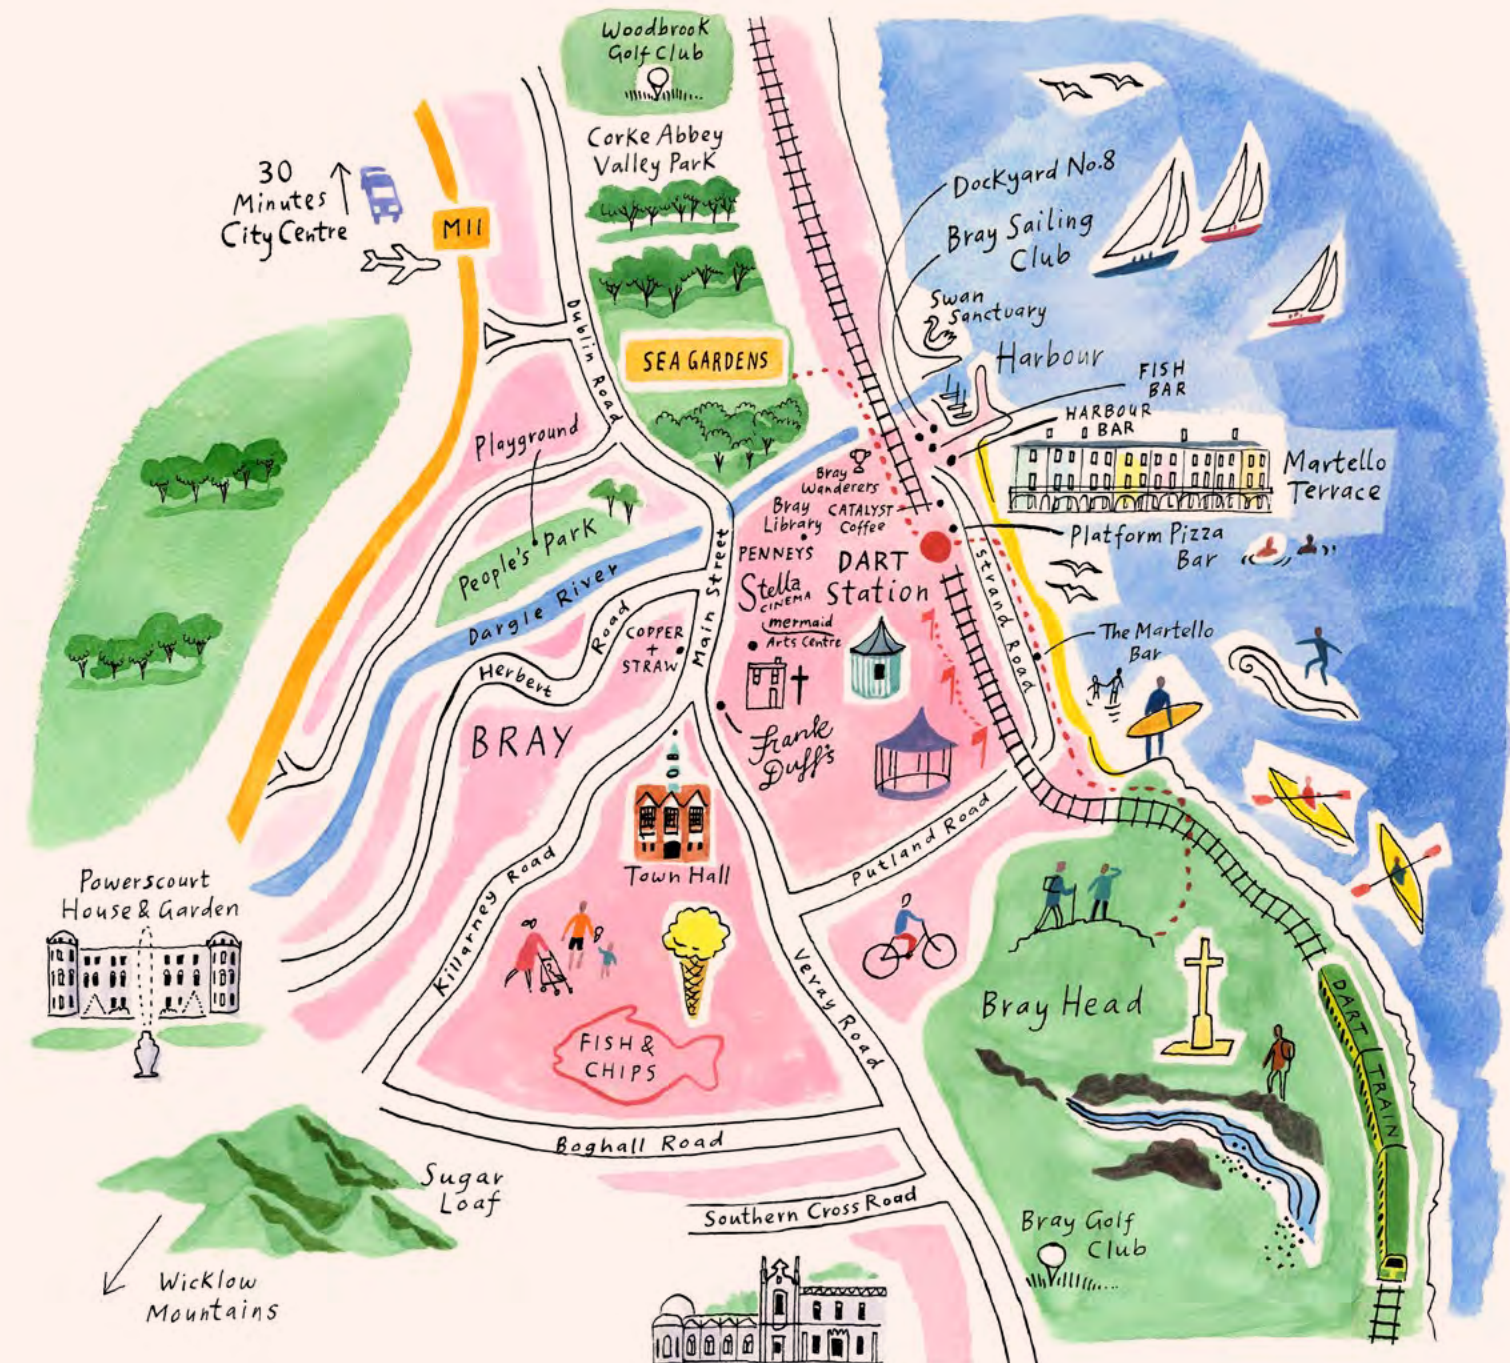 Woodbrook
Golf Club
Corke Abbey
Valley Park
30
Minutes
City Centre
M11
Dockyard No.8
Bray Sailing
Club
Swan
Sanctuary
Harbour
FISH
BAR
HARBOUR
BAR
Dublin Road
SEA GARDENS
Playground
Martello
Terrace
Bray
Wanderers
Bray
Library
CATALYST
Coffee
People's Park
PENNEYS
DART
Station
Platform Pizza
Bar
Stella
CINEMA
mermaid
Arts Centre
Dargle River
Main Street
Strand Road
Herbert Road
COPPER
+
STRAW
The Martello
Bar
BRAY
Frank
Duff's
Town Hall
Putland Road
Killarney Road
Powerscourt
House & Garden
Vevay Road
Bray Head
DART TRAIN
FISH &
CHIPS
Boghall Road
Sugar
Loaf
Southern Cross Road
Bray Golf
Club
Wicklow
Mountains